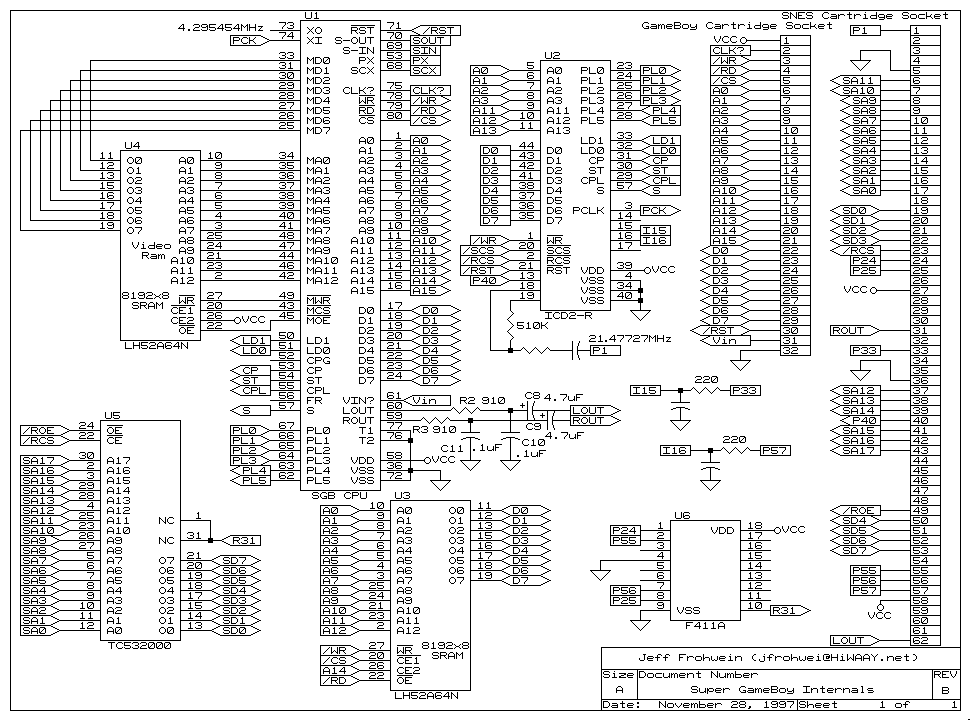 U1
4.295454MHz 73 XO RST 71 /RST
PCK 74 XI S-OUT 70 SOUT
S-IN 69 SIN
33 MD0 PX 53 PX
31 MD1 SCX 68 SCX
30 MD2
29 MD3 CLK? 75 CLK?
28 MD4 WR 78 /WR
27 MD5 RD 79 /RD
26 MD6 CS 80 /CS
25 MD7
A0 1 A0
A1 2 A1
34 MA0 A2 3 A2
35 MA1 A3 4 A3
36 MA2 A4 5 A4
37 MA3 A5 6 A5
38 MA4 A6 7 A6
39 MA5 A7 8 A7
40 MA6 A8 9 A8
41 MA7 A9 10 A9
48 MA8 A10 11 A10
47 MA9 A11 12 A11
44 MA10 A12 13 A12
46 MA11 A13 14 A13
42 MA12 A14 15 A14
A15 16 A15
49 MWR
43 MCS D0 17 D0
45 MOE D1 18 D1
D2 19 D2
LD1 50 LD1 D3 20 D3
LD0 51 LD0 D4 21 D4
52 CPG D5 22 D5
CP 53 CP D6 23 D6
ST 54 ST D7 24 D7
CPL 55 CPL
56 FR VIN? 61 Vin
S 57 S LOUT 60 R2 910 C8 4.7uF LOUT
ROUT 59 R3 910 C9 4.7uF ROUT
C11 .1uF C10 .1uF
PL0 67 PL0 T1 77
PL1 66 PL1 T2 76
PL2 65 PL2
PL3 64 PL3 VDD 58 VCC
PL4 63 PL4 VSS 36
PL5 62 PL5 VSS 72
SGB CPU
U4
11 O0 A0 10
12 O1 A1 9
13 O2 A2 8
15 O3 A3 7
16 O4 A4 6
17 O5 A5 5
18 O6 A6 4
19 O7 A7 3
A8 25
Video A9 24
Ram A10 21
A11 23
A12 2
8192x8
SRAM
WR 27
CE1 20
CE2 26 VCC
OE 22
LH52A64N
U5
/ROE 24 OE
/RCS 22 CE
SA17 30 A17
SA16 2 A16
SA15 3 A15
SA14 29 A14
SA13 28 A13
SA12 4 A12
SA11 25 A11
SA10 23 A10
SA9 26 A9
SA8 27 A8
SA7 5 A7
SA6 6 A6
SA5 7 A5
SA4 8 A4
SA3 9 A3
SA2 10 A2
SA1 11 A1
SA0 12 A0
NC 1
NC 31 R31
O7 21 SD7
O6 20 SD6
O5 19 SD5
O4 18 SD4
O3 17 SD3
O2 15 SD2
O1 14 SD1
O0 13 SD0
TC532000
U3
A0 10 A0 O0 11 D0
A1 9 A1 O1 12 D1
A2 8 A2 O2 13 D2
A3 7 A3 O3 15 D3
A4 6 A4 O4 16 D4
A5 5 A5 O5 17 D5
A6 4 A6 O6 18 D6
A7 3 A7 O7 19 D7
A8 25 A8
A9 24 A9
A10 21 A10
A11 23 A11
A12 2 A12
8192x8
SRAM
/WR 27 WR
/CS 20 CE1
A14 26 CE2
/RD 22 OE
LH52A64N
U2
A0 5 A0 PL0 23 PL0
A1 6 A1 PL1 24 PL1
A2 7 A2 PL2 25 PL2
A3 8 A3 PL3 26 PL3
A11 9 A11 PL4 27 PL4
A12 10 A12 PL5 28 PL5
A13 11 A13
LD1 33 LD1
D0 44 D0 LD0 32 LD0
D1 43 D1 CP 31 CP
D2 42 D2 ST 30 ST
D3 41 D3 CPL 29 CPL
D4 38 D4 S 57 S
D5 37 D5
D6 36 D6 PCLK 3 PCK
D7 35 D7
14
15 I15
/WR 1 WR 16 I16
/SCS 20 SCS 17
/RCS 2 RCS
/RST 21 RST VDD 39 VCC
P40 13 VSS 4
18 VSS 34
19 VSS 40
ICD2-R
510K
21.47727MHz
P1
GameBoy Cartridge Socket
VCC 1
CLK? 2
/WR 3
/RD 4
/CS 5
A0 6
A1 7
A2 8
A3 9
A4 10
A5 11
A6 12
A7 13
A8 14
A9 15
A10 16
A11 17
A12 18
A13 19
A14 20
A15 21
D0 22
D1 23
D2 24
D3 25
D4 26
D5 27
D6 28
D7 29
/RST 30
Vin 31
32
I15 220 P33
I16 220 P57
U6
P24 1 VDD 18 VCC
P55 2 17
3 16
4 15
5 14
6 13
P56 7 12
P25 8 11
9 VSS 10 R31
F411A
SNES Cartridge Socket
P1 1
2
3
4
5
SA11 6
SA10 7
SA9 8
SA8 9
SA7 10
SA6 11
SA5 12
SA4 13
SA3 14
SA2 15
SA1 16
SA0 17
18
SD0 19
SD1 20
SD2 21
SD3 22
/RCS 23
P24 24
P25 25
26
VCC 27
28
29
30
ROUT 31
32
P33 33
34
35
36
SA12 37
SA13 38
SA14 39
P40 40
SA15 41
SA16 42
SA17 43
44
45
46
47
48
/ROE 49
SD4 50
SD5 51
SD6 52
SD7 53
54
P55 55
P56 56
P57 57
58
VCC 59
60
61
LOUT 62
Jeff Frohwein (jfrohwei@HiWAAY.net)
Size Document Number REV
A Super GameBoy Internals B
Date: November 28, 1997 Sheet 1 of 1